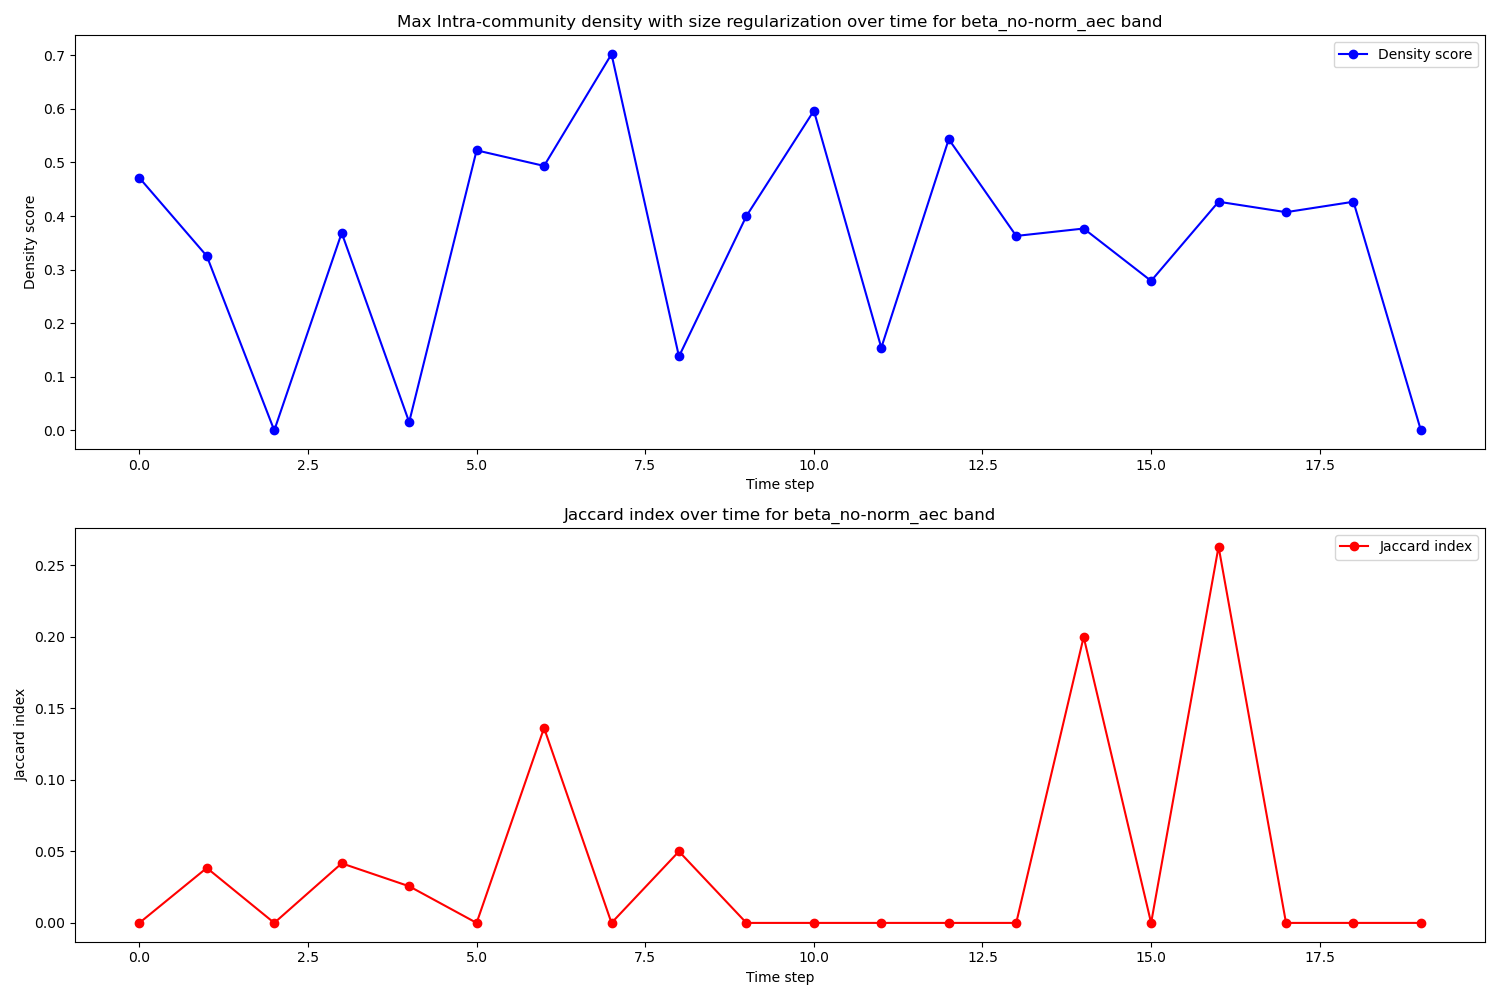 Max Intra-community density with size regularization over time for beta_no-norm_aec band
Density score
0.7
0.6
0.5
0.4
0.3
0.2
0.1
0.0
Density score
0.0 2.5 5.0 7.5 10.0 12.5 15.0 17.5
Time step
Jaccard index over time for beta_no-norm_aec band
Jaccard index
0.25
0.20
0.15
0.10
0.05
0.00
Jaccard index
0.0 2.5 5.0 7.5 10.0 12.5 15.0 17.5
Time step